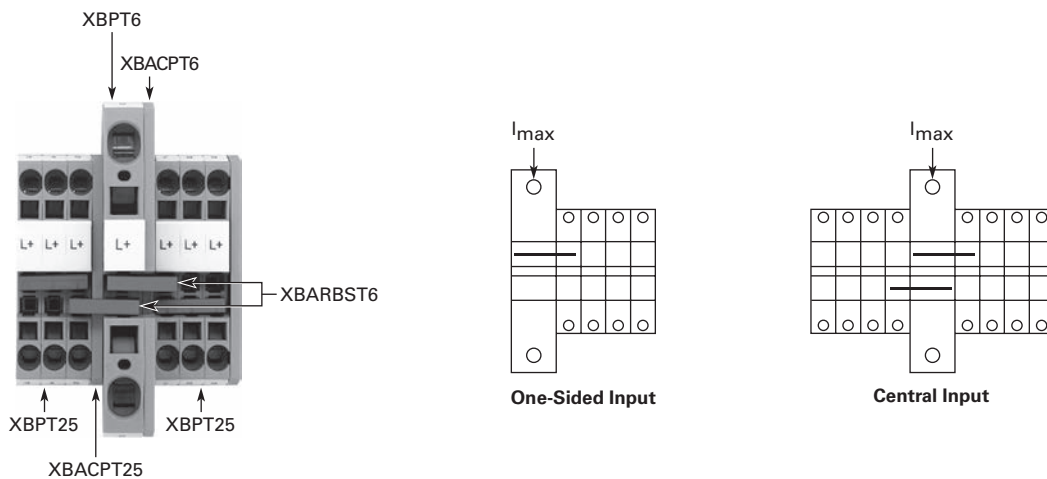 XBPT6
XBACPT6
L+ L+ L+ L+ L+ L+ L+
XBARBST6
XBPT25
XBPT25
XBACPT25
Imax
One-Sided Input
Imax
Central Input